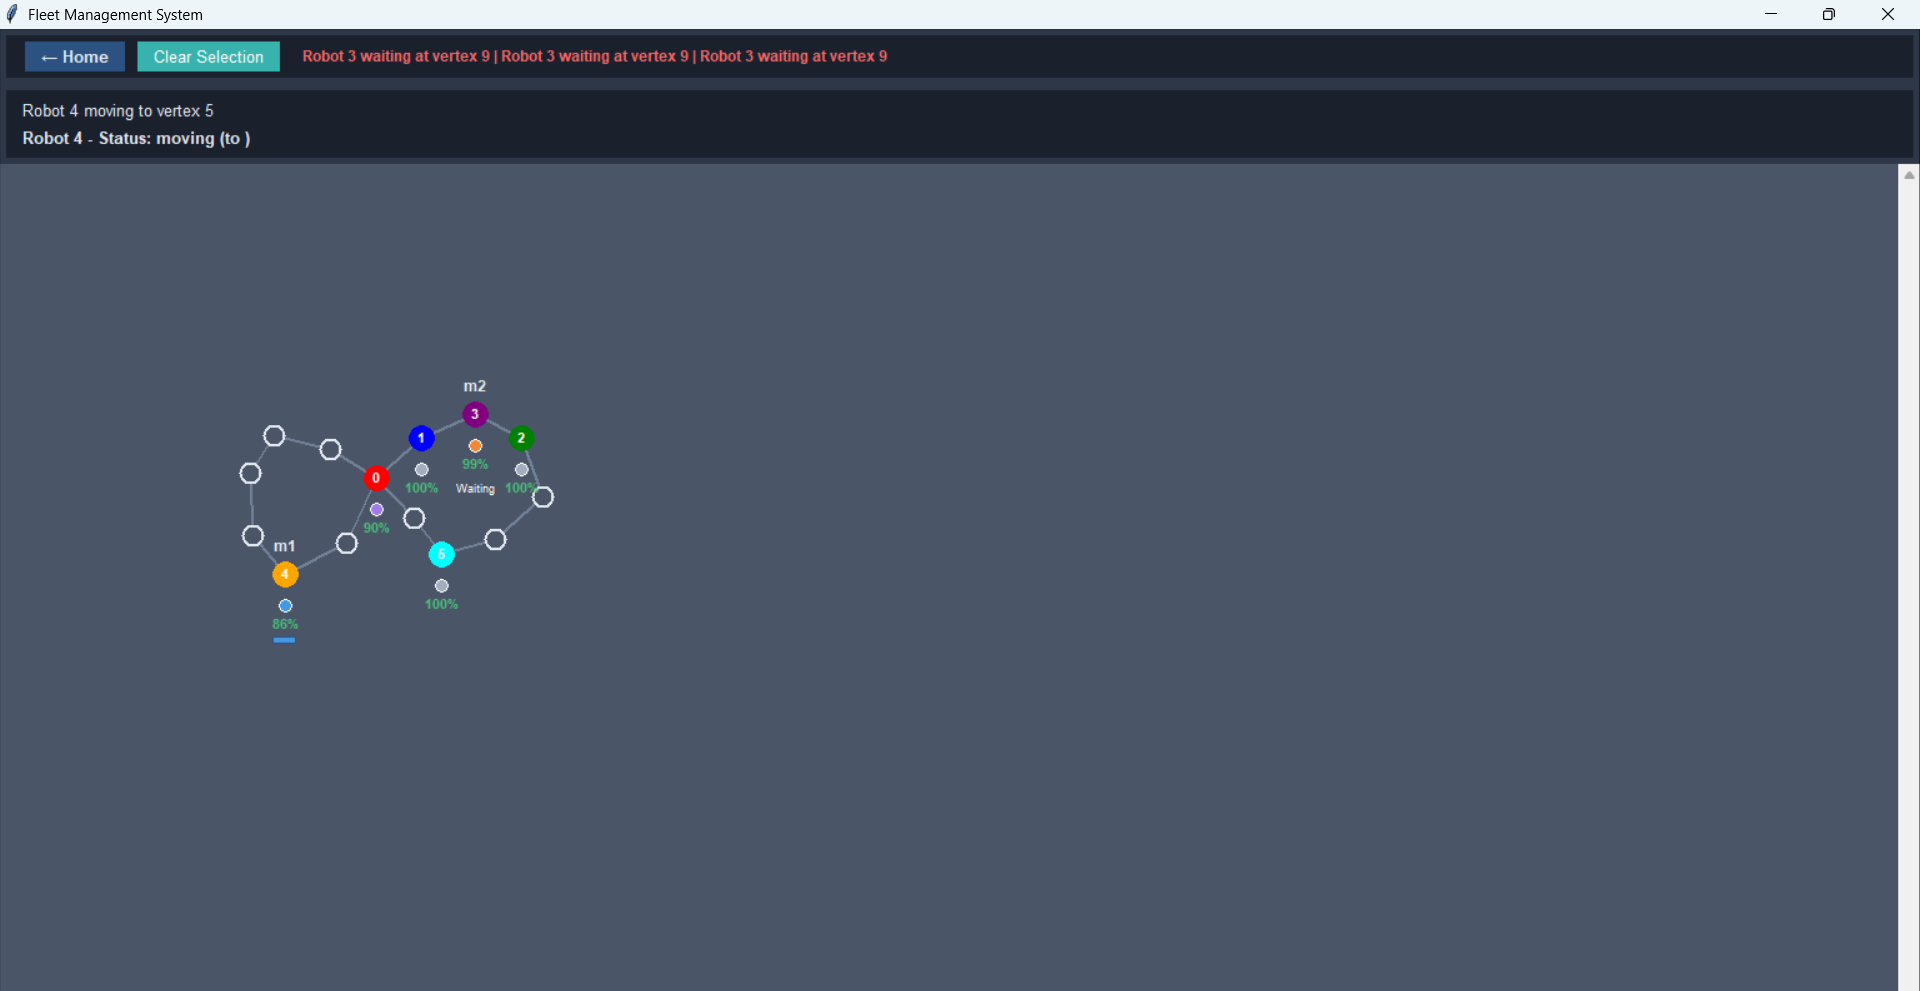 Fleet Management System
← Home Clear Selection Robot 3 waiting at vertex 9 | Robot 3 waiting at vertex 9 | Robot 3 waiting at vertex 9
Robot 4 moving to vertex 5
Robot 4 - Status: moving (to )
m2
3
1
2
99%
0
100%
Waiting
100%
90%
m1
5
4
100%
86%